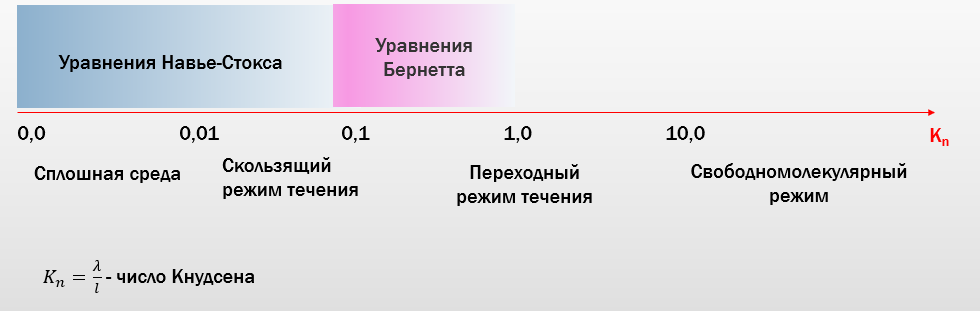 Уравнения Навье-Стокса
Уравнения
Бернетта
0,0 0,01 0,1 1,0 10,0 Kn
Сплошная среда
Скользящий
режим течения
Переходный
режим течения
Свободномолекулярный
режим
Kₙ = λ/l - число Кнудсена